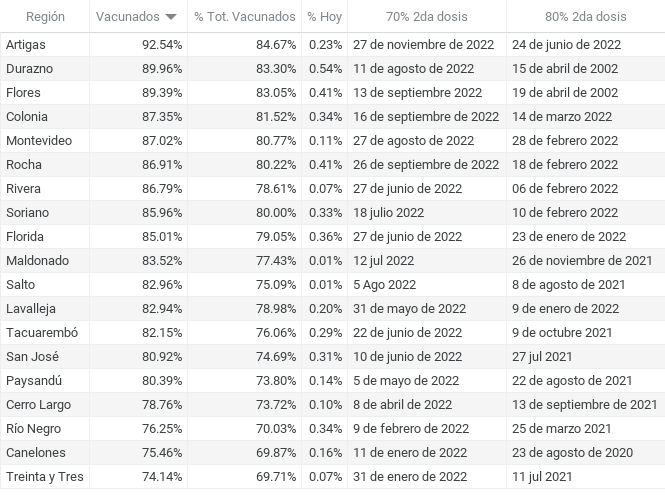 Región Vacunados % Tot. Vacunados % Hoy 70% 2da dosis 80% 2da dosis
Artigas 92.54% 84.67% 0.23% 27 de noviembre de 2022 24 de junio de 2022
Durazno 89.96% 83.30% 0.54% 11 de agosto de 2022 15 de abril de 2002
Flores 89.39% 83.05% 0.41% 13 de septiembre 2022 19 de abril de 2002
Colonia 87.35% 81.52% 0.34% 16 de septiembre de 2022 14 de marzo 2022
Montevideo 87.02% 80.77% 0.11% 27 de agosto de 2022 28 de febrero 2022
Rocha 86.91% 80.22% 0.41% 26 de septiembre de 2022 18 de febrero 2022
Rivera 86.79% 78.61% 0.07% 27 de junio de 2022 06 de febrero 2022
Soriano 85.96% 80.00% 0.33% 18 julio 2022 10 de febrero 2022
Florida 85.01% 79.05% 0.36% 27 de junio de 2022 23 de enero de 2022
Maldonado 83.52% 77.43% 0.01% 12 jul 2022 26 de noviembre de 2021
Salto 82.96% 75.09% 0.01% 5 Ago 2022 8 de agosto de 2021
Lavalleja 82.94% 78.98% 0.20% 31 de mayo de 2022 9 de enero de 2022
Tacuarembó 82.15% 76.06% 0.29% 22 de junio de 2022 9 de octubre 2021
San José 80.92% 74.69% 0.31% 10 de junio de 2022 27 jul 2021
Paysandú 80.39% 73.80% 0.14% 5 de mayo de 2022 22 de agosto de 2021
Cerro Largo 78.76% 73.72% 0.10% 8 de abril de 2022 13 de septiembre de 2021
Río Negro 76.25% 70.03% 0.34% 9 de febrero de 2022 25 de marzo 2021
Canelones 75.46% 69.87% 0.16% 11 de enero de 2022 23 de agosto de 2020
Treinta y Tres 74.14% 69.71% 0.07% 31 de enero de 2022 11 jul 2021